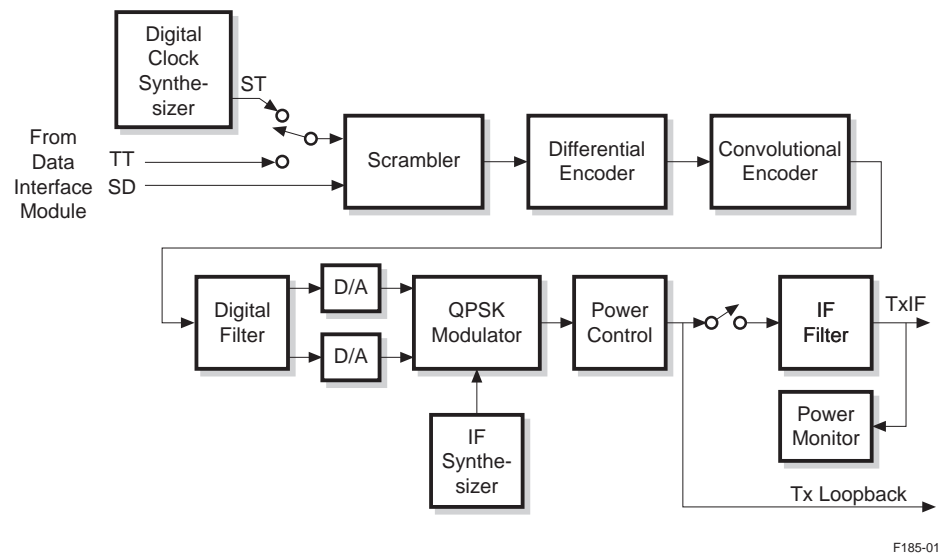 Digital
Clock
Synthe-
sizer
ST
From
Data
Interface
Module
TT
SD
Scrambler
Differential
Encoder
Convolutional
Encoder
Digital
Filter
D/A
D/A
QPSK
Modulator
Power
Control
IF
Filter
TxIF
IF
Synthe-
sizer
Power
Monitor
Tx Loopback
F185-01